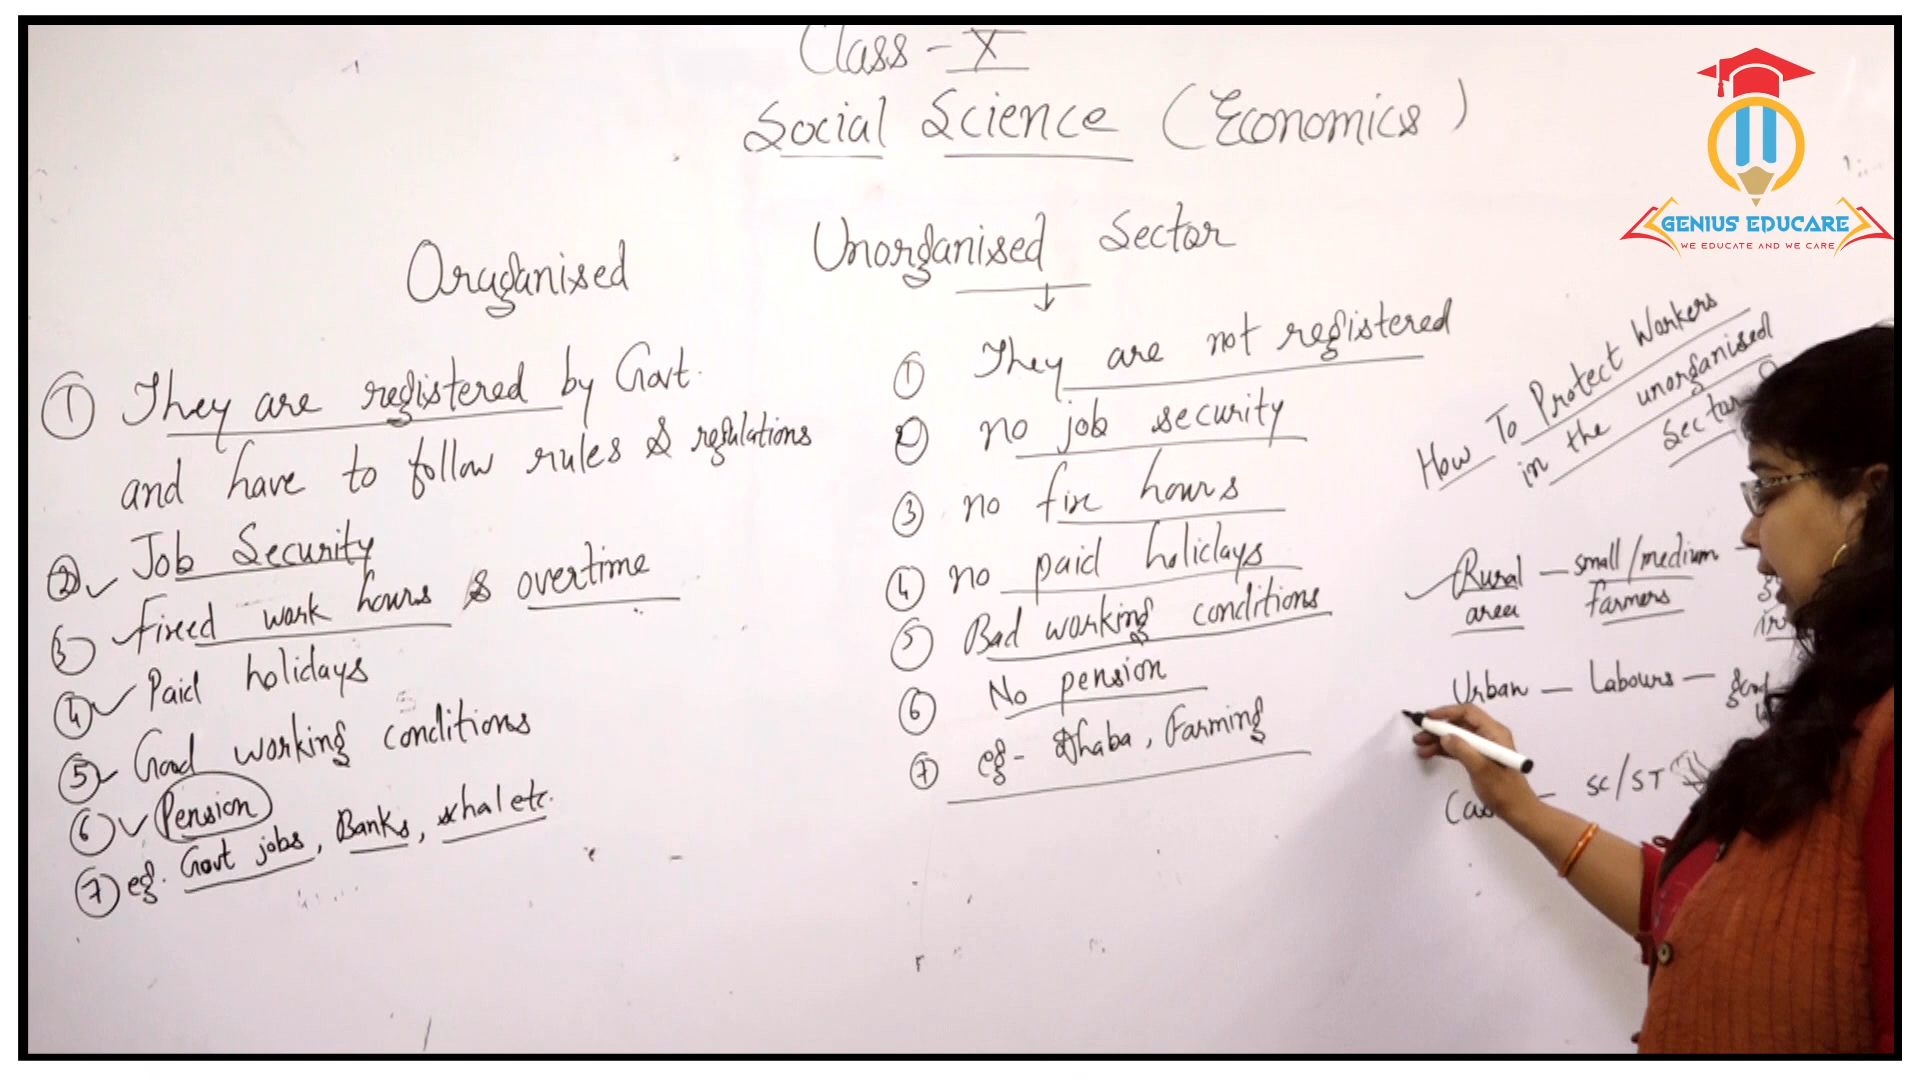 Class - X
Social Science (Economics)
GENIUS EDUCARE
WE EDUCATE AND WE CARE
Oruganised
① They are registered by Govt.
and have to follow rules & regulations
② Job Security
③ Fixed work hours & overtime
④ Paid holidays
⑤ Good working conditions
⑥ Pension
⑦ eg. Govt jobs, Banks, etc.
Unorganised Sector
① They are not registered
② no job security
③ no fix hours
④ no paid holidays
⑤ Bad working conditions
⑥ No pension
⑦ eg- Dhaba, Farming
How To Protect Workers
in the unorganised
Sector
Rural area — small/medium farmers —
Urban — Labours —
— SC/ST